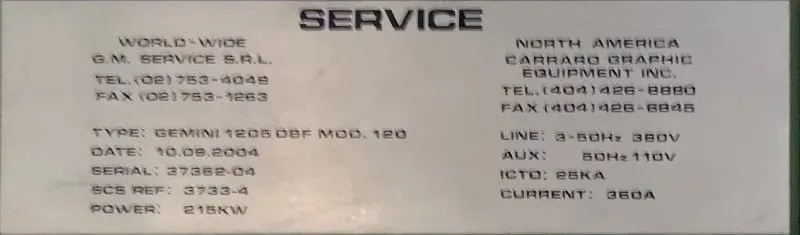 SERVICE
WORLD-WIDE
G.M. SERVICE S.R.L.
TEL.(02)753-4049
FAX (02)753-1263
NORTH AMERICA
CARRARO GRAPHIC
EQUIPMENT INC.
TEL.(404)426-8880
FAX(404)426-6845
TYPE: GEMINI 1205 DBF MOD. 120
DATE: 10.09.2004
SERIAL: 37362-04
SCS REF: 3733-4
POWER: 215KW
LINE: 3-50Hz 380V
AUX: 50Hz 110V
ICTO: 25KA
CURRENT: 360A